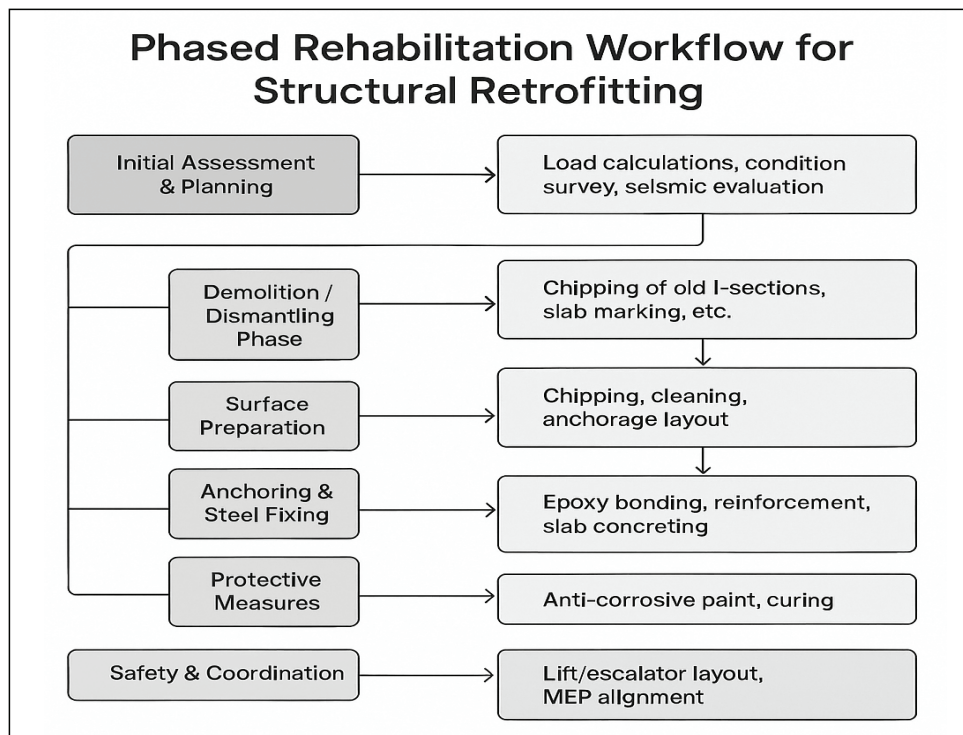 Phased Rehabilitation Workflow for
Structural Retrofitting
Initial Assessment
& Planning
Load calculations, condition
survey, selsmic evaluation
Demolition /
Dismantling
Phase
Chipping of old I-sections,
slab marking, etc.
Surface
Preparation
Chipping, cleaning,
anchorage layout
Anchoring &
Steel Fixing
Epoxy bonding, reinforcement,
slab concreting
Protective
Measures
Anti-corrosive paint, curing
Safety & Coordination
Lift/escalator layout,
MEP allgnment